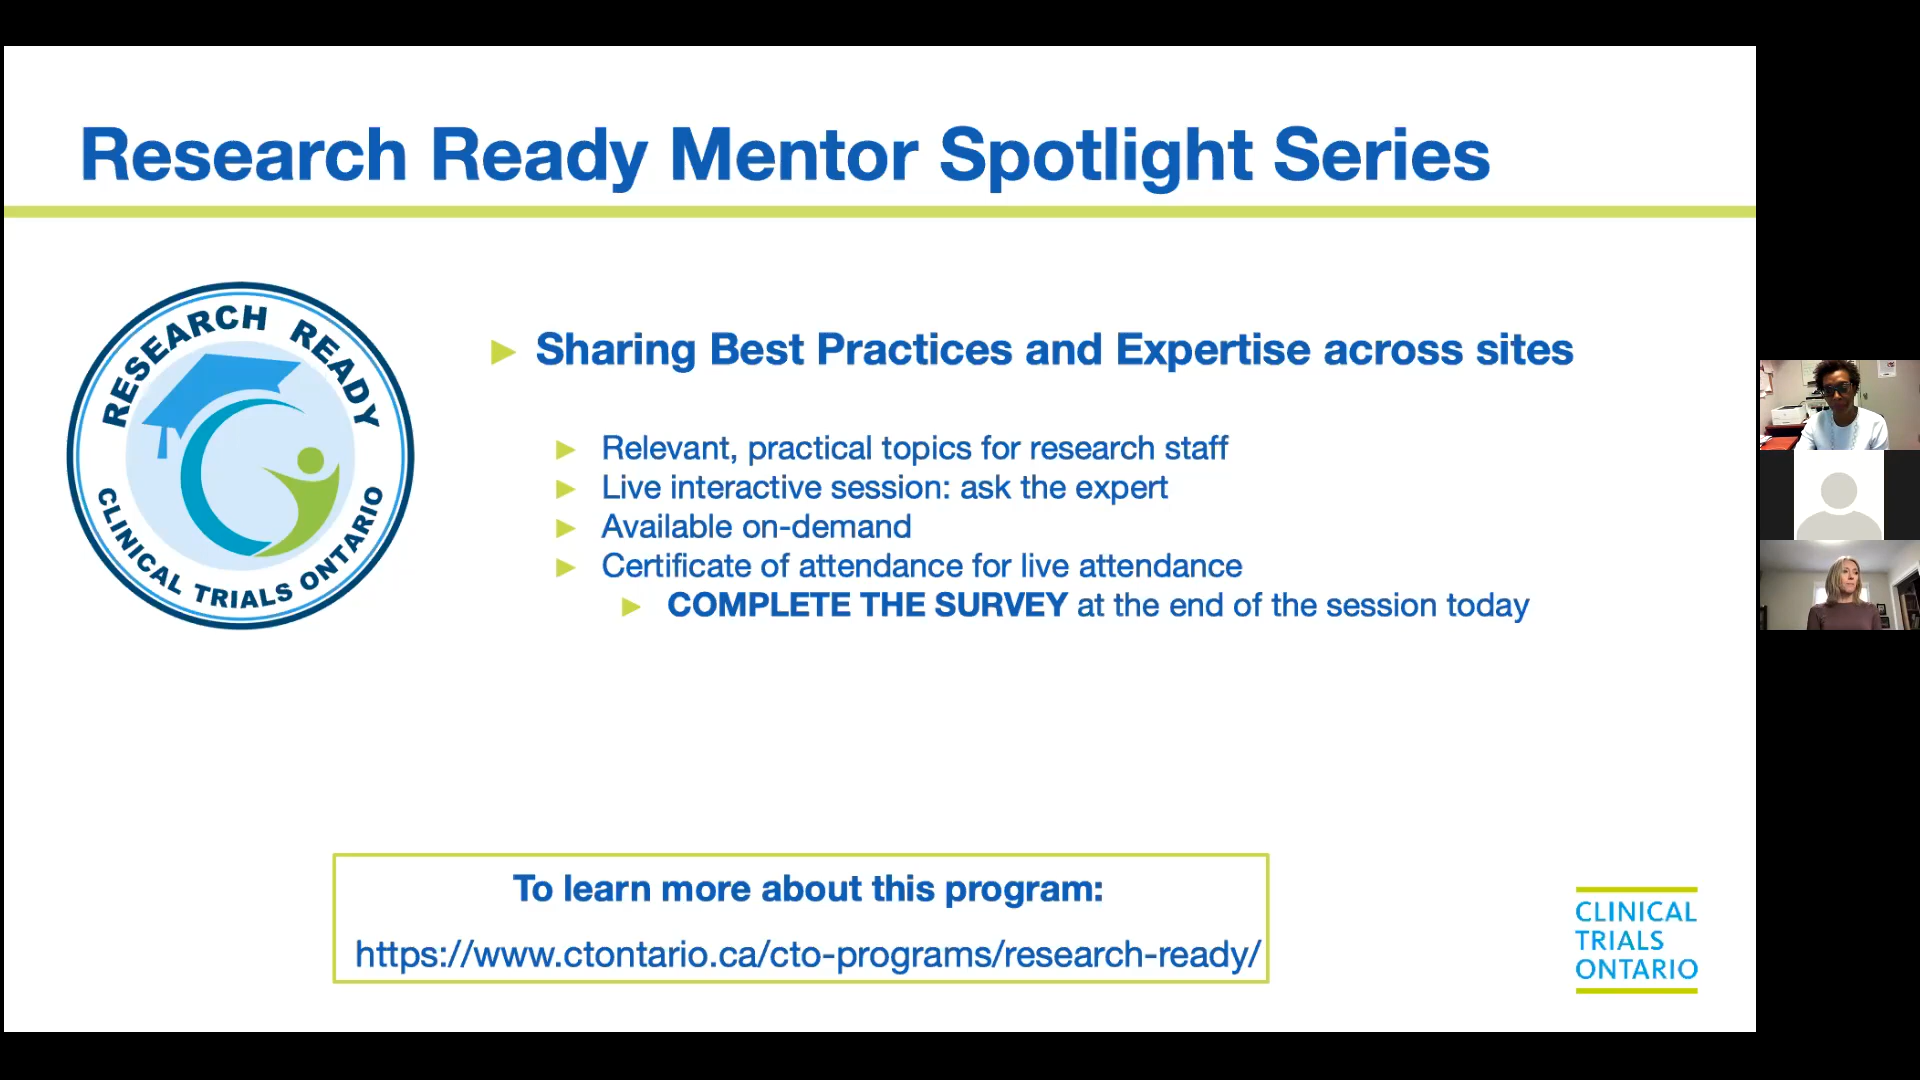 Research Ready Mentor Spotlight Series
RESEARCH READY
CLINICAL TRIALS ONTARIO
Sharing Best Practices and Expertise across sites
Relevant, practical topics for research staff
Live interactive session: ask the expert
Available on-demand
Certificate of attendance for live attendance
COMPLETE THE SURVEY at the end of the session today
To learn more about this program:
https://www.ctontario.ca/cto-programs/research-ready/
CLINICAL
TRIALS
ONTARIO